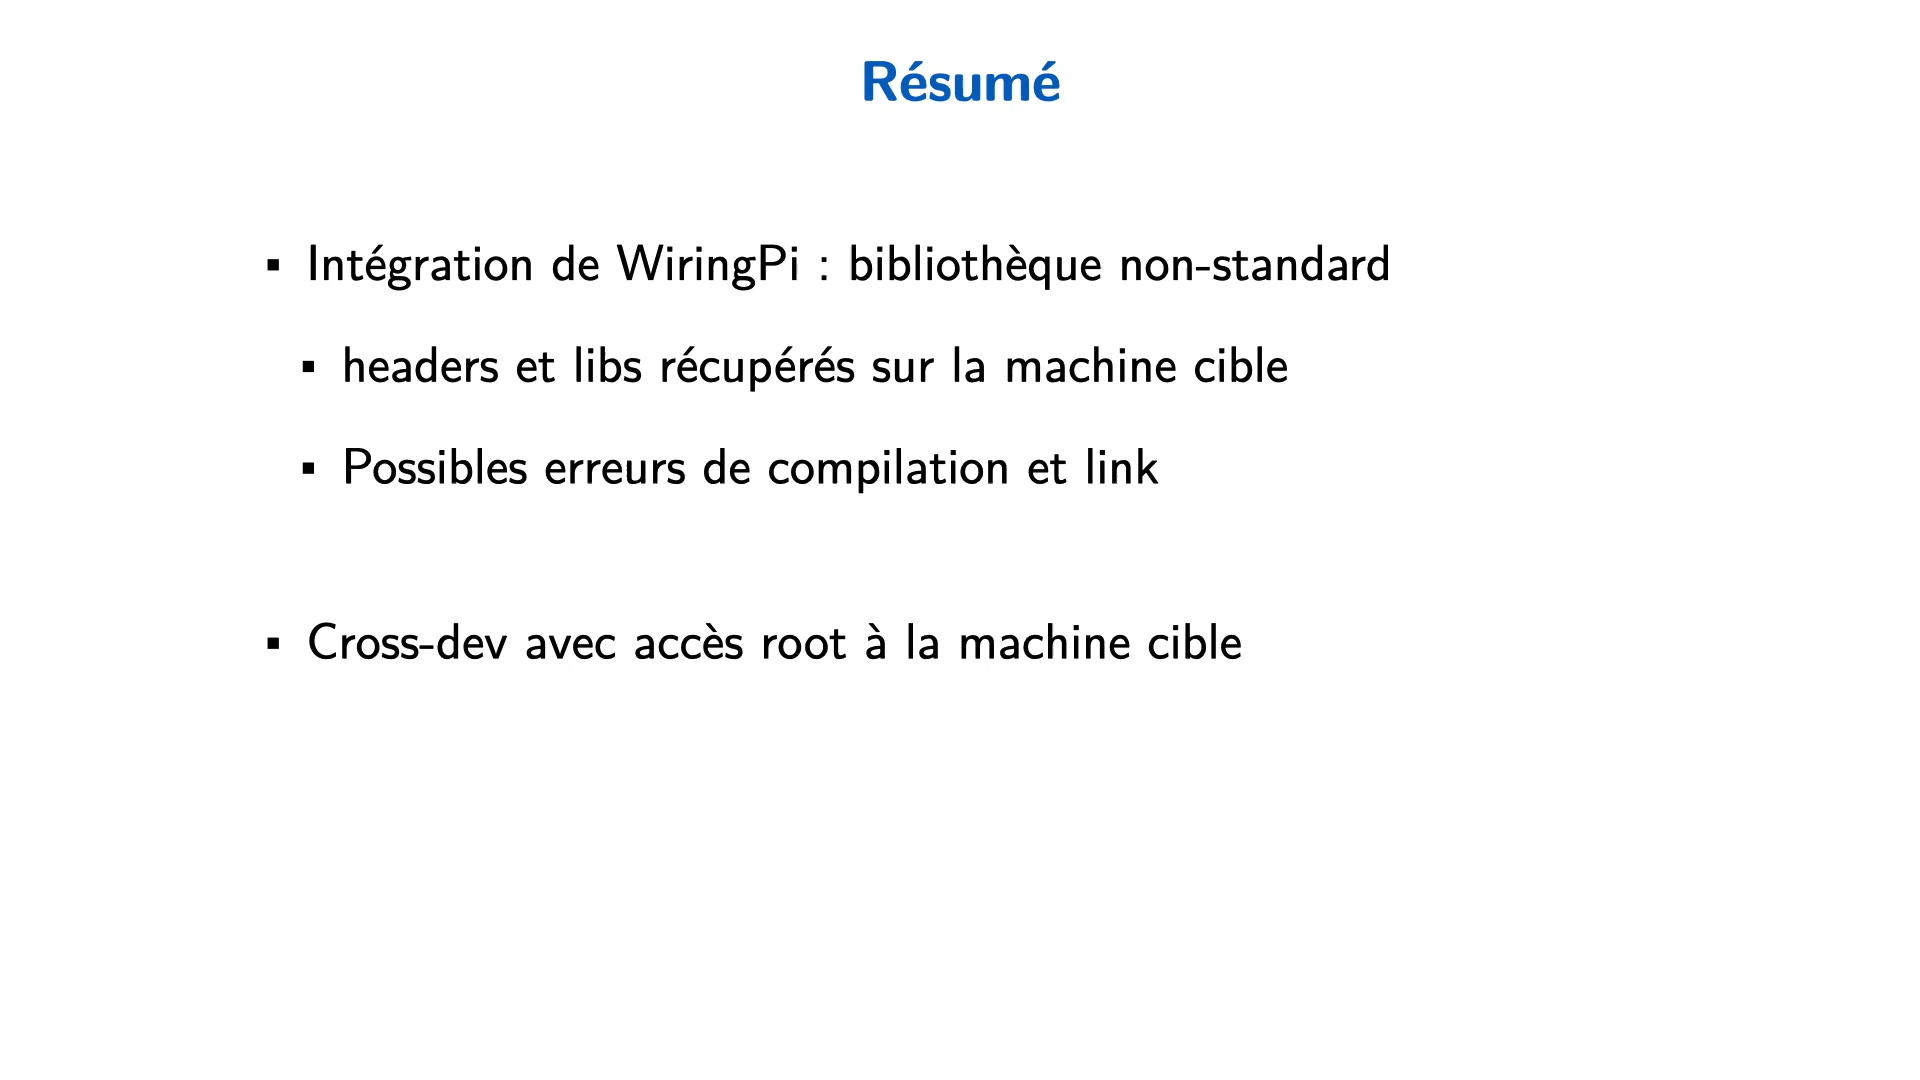 Résumé
▪ Intégration de WiringPi : bibliothèque non-standard
▪ headers et libs récupérés sur la machine cible
▪ Possibles erreurs de compilation et link
▪ Cross-dev avec accès root à la machine cible